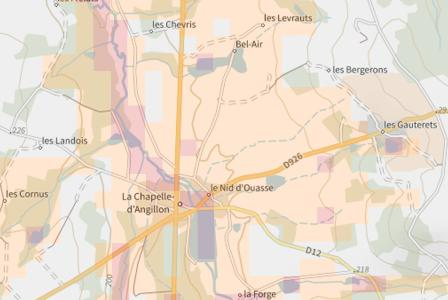 les Chevris
les Levrauts
Bel-Air
les Bergerons
les Gauterets
226
les Landois
D926
les Cornus
le Nid d'Ouasse
La Chapelle-
d'Angillon
D12
218
200
la Forge